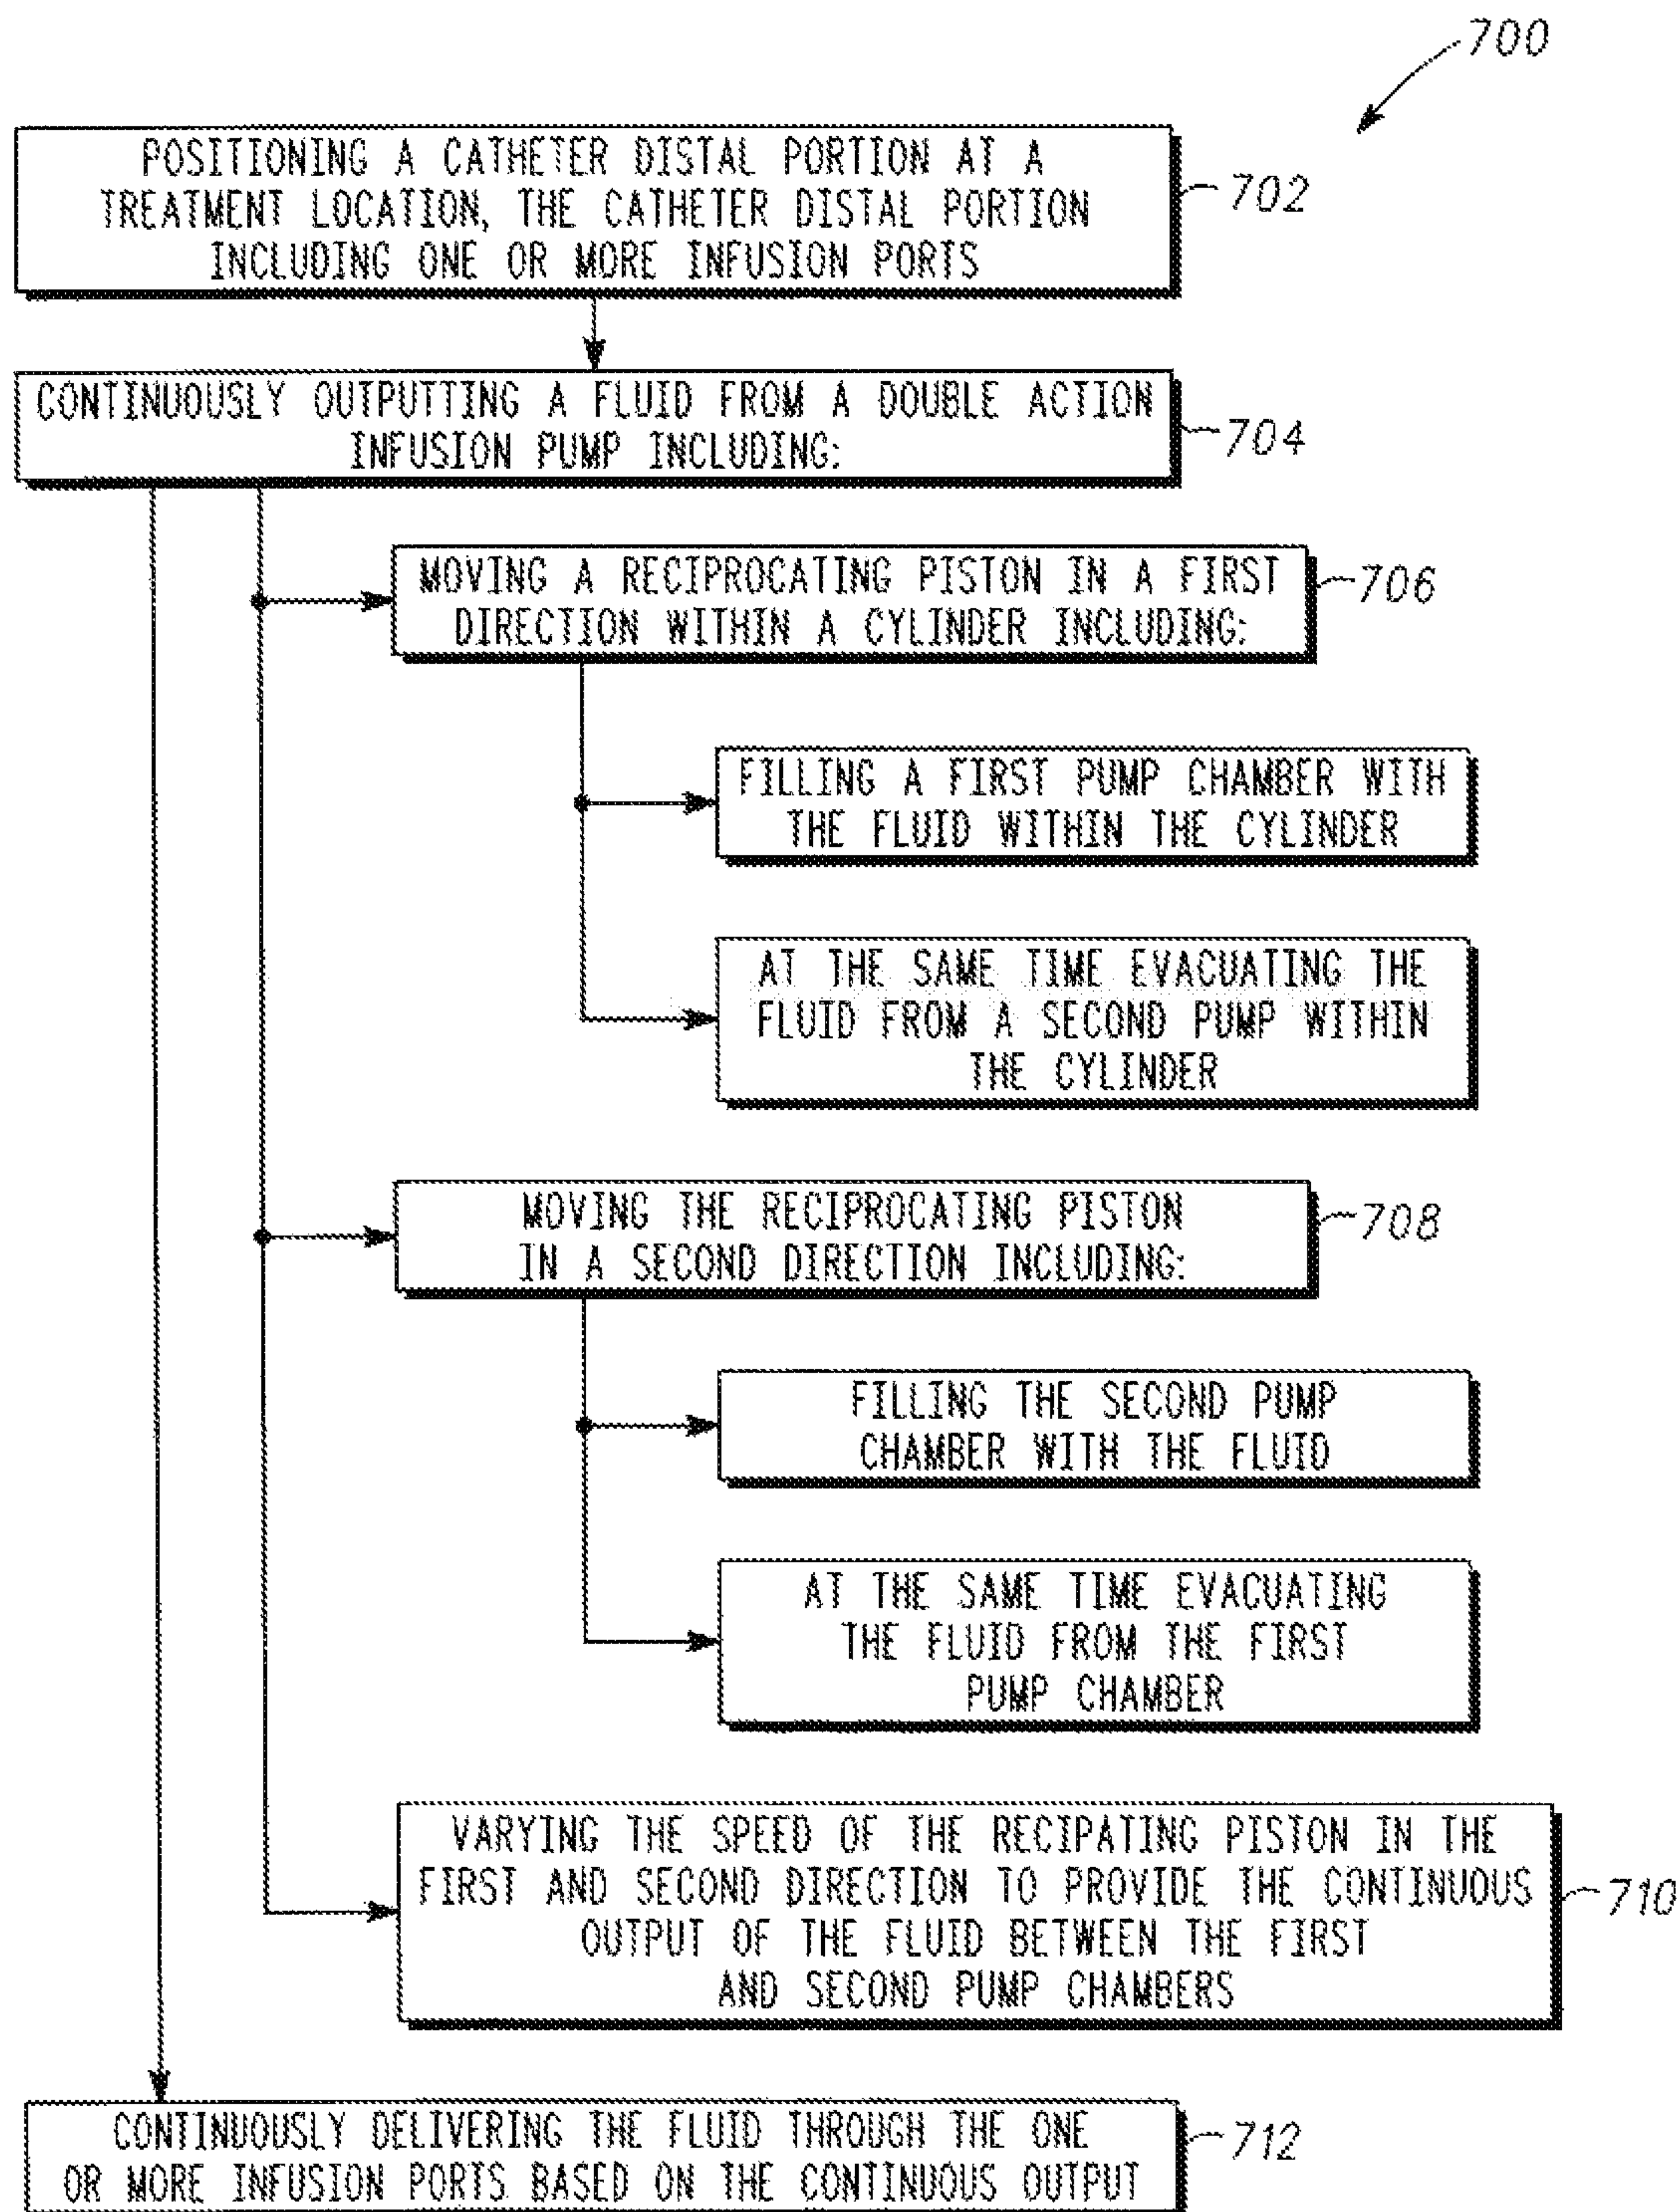 700
POSITIONING A CATHETER DISTAL PORTION AT A
TREATMENT LOCATION, THE CATHETER DISTAL PORTION
INCLUDING ONE OR MORE INFUSION PORTS
702
CONTINUOUSLY OUTPUTTING A FLUID FROM A DOUBLE ACTION
INFUSION PUMP INCLUDING:
704
MOVING A RECIPROCATING PISTON IN A FIRST
DIRECTION WITHIN A CYLINDER INCLUDING:
706
FILLING A FIRST PUMP CHAMBER WITH
THE FLUID WITHIN THE CYLINDER
AT THE SAME TIME EVACUATING THE
FLUID FROM A SECOND PUMP WITHIN
THE CYLINDER
MOVING THE RECIPROCATING PISTON
IN A SECOND DIRECTION INCLUDING:
708
FILLING THE SECOND PUMP
CHAMBER WITH THE FLUID
AT THE SAME TIME EVACUATING
THE FLUID FROM THE FIRST
PUMP CHAMBER
VARYING THE SPEED OF THE RECIPATING PISTON IN THE
FIRST AND SECOND DIRECTION TO PROVIDE THE CONTINUOUS
OUTPUT OF THE FLUID BETWEEN THE FIRST
AND SECOND PUMP CHAMBERS
710
CONTINUOUSLY DELIVERING THE FLUID THROUGH THE ONE
OR MORE INFUSION PORTS BASED ON THE CONTINUOUS OUTPUT
712